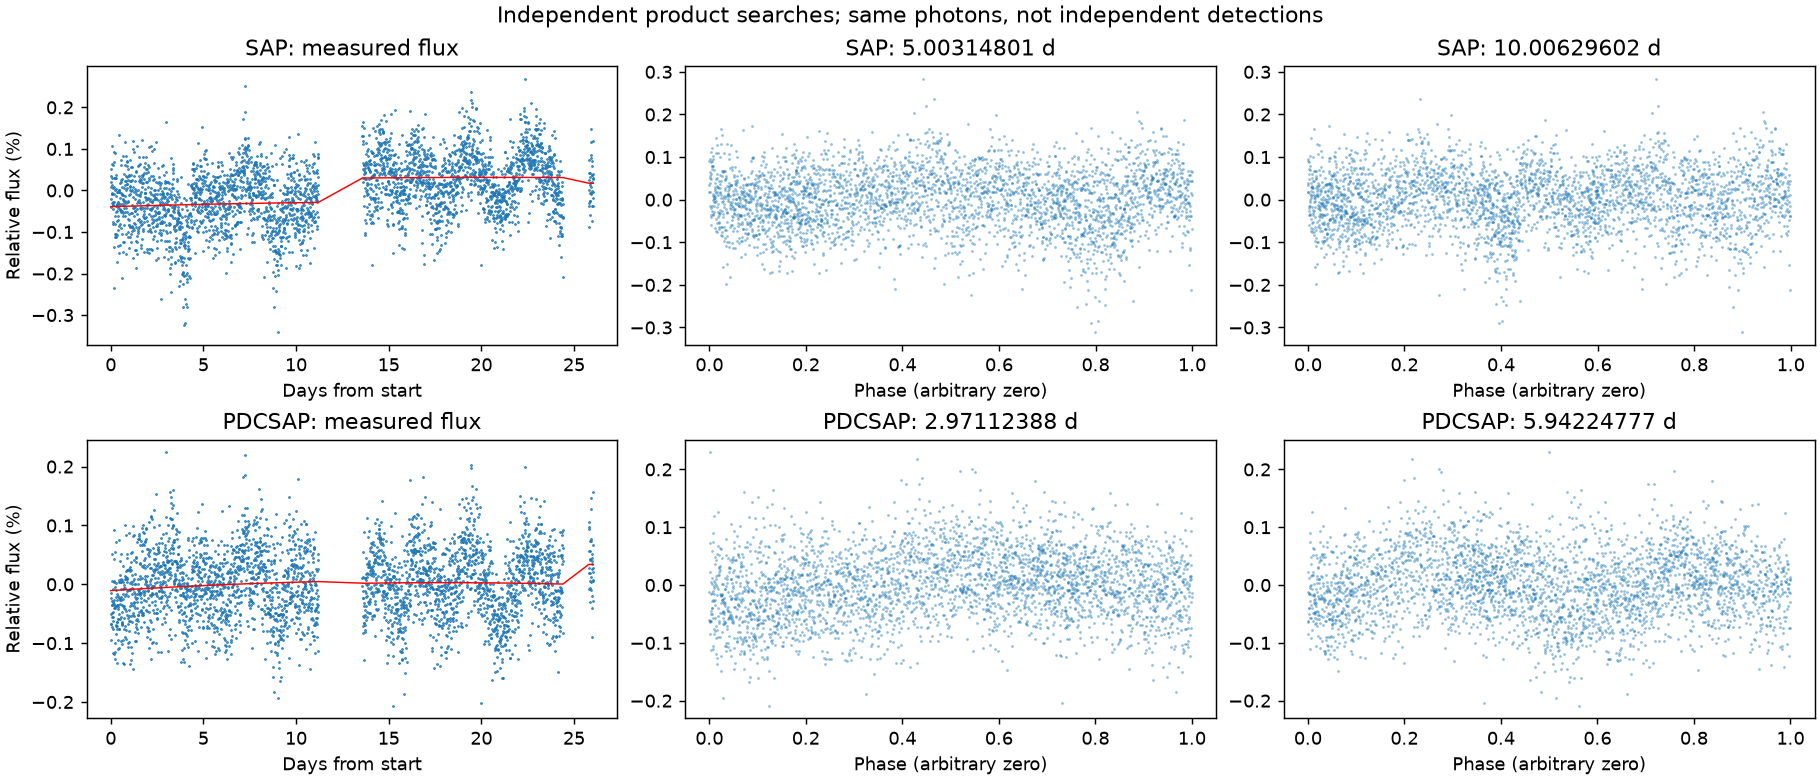 Independent product searches; same photons, not independent detections
SAP: measured flux
SAP: 5.00314801 d
SAP: 10.00629602 d
Relative flux (%)
0.2
0.1
0.0
−0.1
−0.2
−0.3
0 5 10 15 20 25
Days from start
0.3
0.2
0.1
0.0
−0.1
−0.2
−0.3
0.0 0.2 0.4 0.6 0.8 1.0
Phase (arbitrary zero)
0.3
0.2
0.1
0.0
−0.1
−0.2
−0.3
0.0 0.2 0.4 0.6 0.8 1.0
Phase (arbitrary zero)
PDCSAP: measured flux
PDCSAP: 2.97112388 d
PDCSAP: 5.94224777 d
Relative flux (%)
0.2
0.1
0.0
−0.1
−0.2
0 5 10 15 20 25
Days from start
0.2
0.1
0.0
−0.1
−0.2
0.0 0.2 0.4 0.6 0.8 1.0
Phase (arbitrary zero)
0.2
0.1
0.0
−0.1
−0.2
0.0 0.2 0.4 0.6 0.8 1.0
Phase (arbitrary zero)